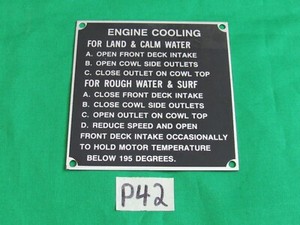 ENGINE COOLING
FOR LAND & CALM WATER
A. OPEN FRONT DECK INTAKE
B. OPEN COWL SIDE OUTLETS
C. CLOSE OUTLET ON COWL TOP
FOR ROUGH WATER & SURF
A. CLOSE FRONT DECK INTAKE
B. CLOSE COWL SIDE OUTLETS
C. OPEN OUTLET ON COWL TOP
D. REDUCE SPEED AND OPEN
FRONT DECK INTAKE OCCASIONALLY
TO HOLD MOTOR TEMPERATURE
BELOW 195 DEGREES.
P42